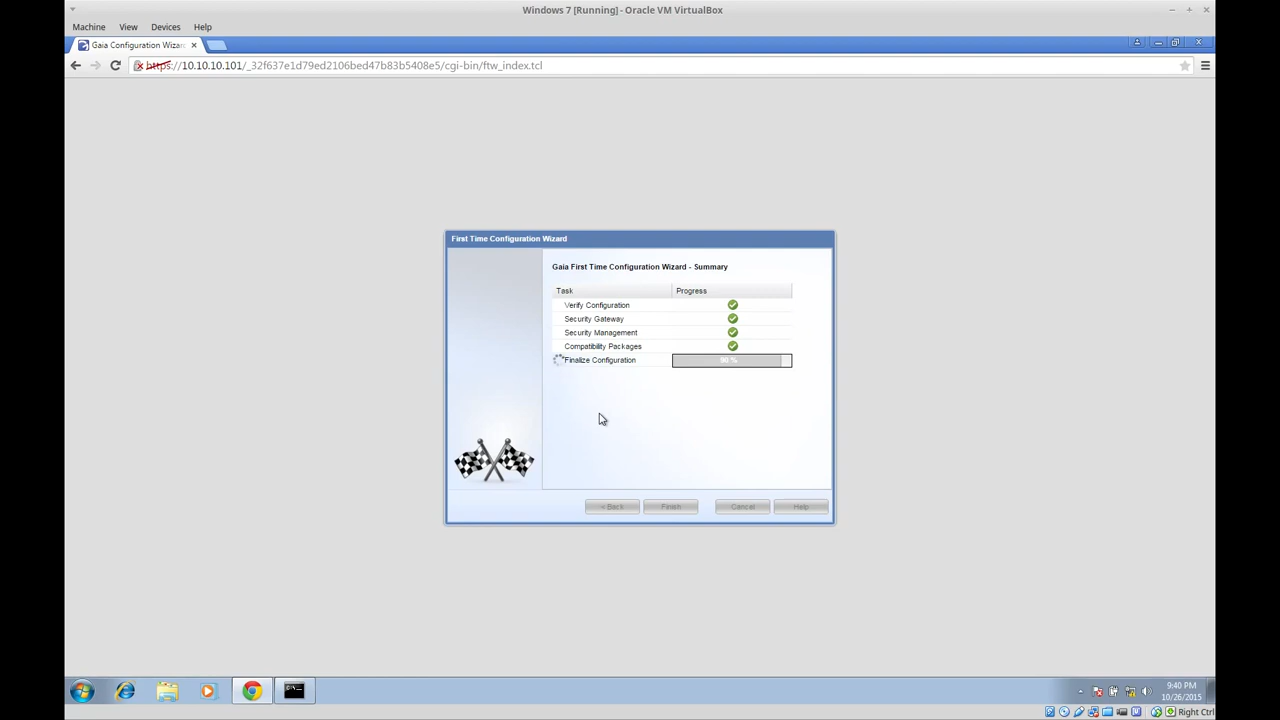 Windows 7 [Running] - Oracle VM VirtualBox
Machine View Devices Help
Gaia Configuration Wizar
https://10.10.10.101/_32f637e1d79ed2106bed47b83b5408e5/cgi-bin/ftw_index.tcl
First Time Configuration Wizard
Gaia First Time Configuration Wizard - Summary
Task Progress
Verify Configuration
Security Gateway
Security Management
Compatibility Packages
Finalize Configuration 90 %
< Back Finish Cancel Help
9:40 PM
10/26/2015
Right Ctrl